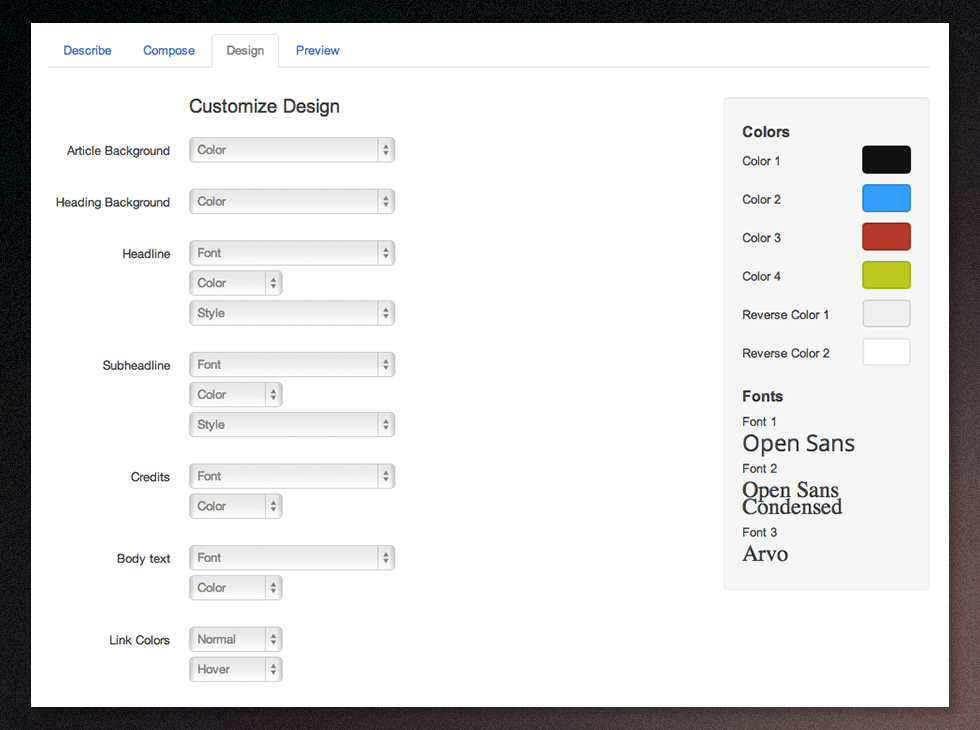 Describe
Compose
Design
Preview
Customize Design
Article Background
Color
Heading Background
Color
Headline
Font
Color
Style
Subheadline
Font
Color
Style
Credits
Font
Color
Body text
Font
Color
Link Colors
Normal
Hover
Colors
Color 1
Color 2
Color 3
Color 4
Reverse Color 1
Reverse Color 2
Fonts
Font 1
Open Sans
Font 2
Open Sans
Condensed
Font 3
Arvo